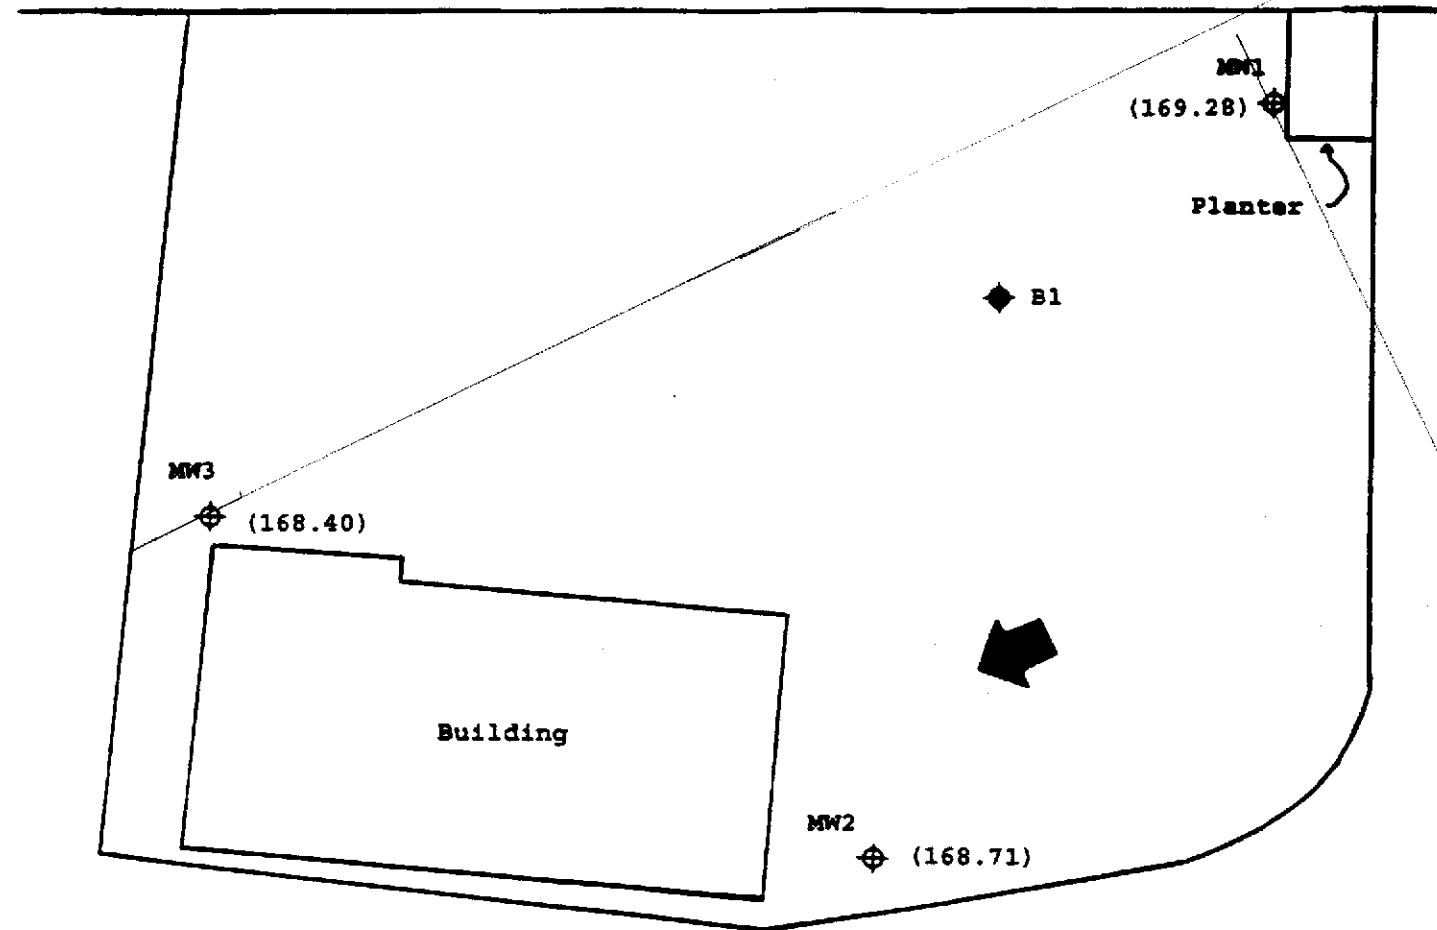 MW1
(169.28)
Planter
B1
MW3
(168.40)
Building
MW2
(168.71)